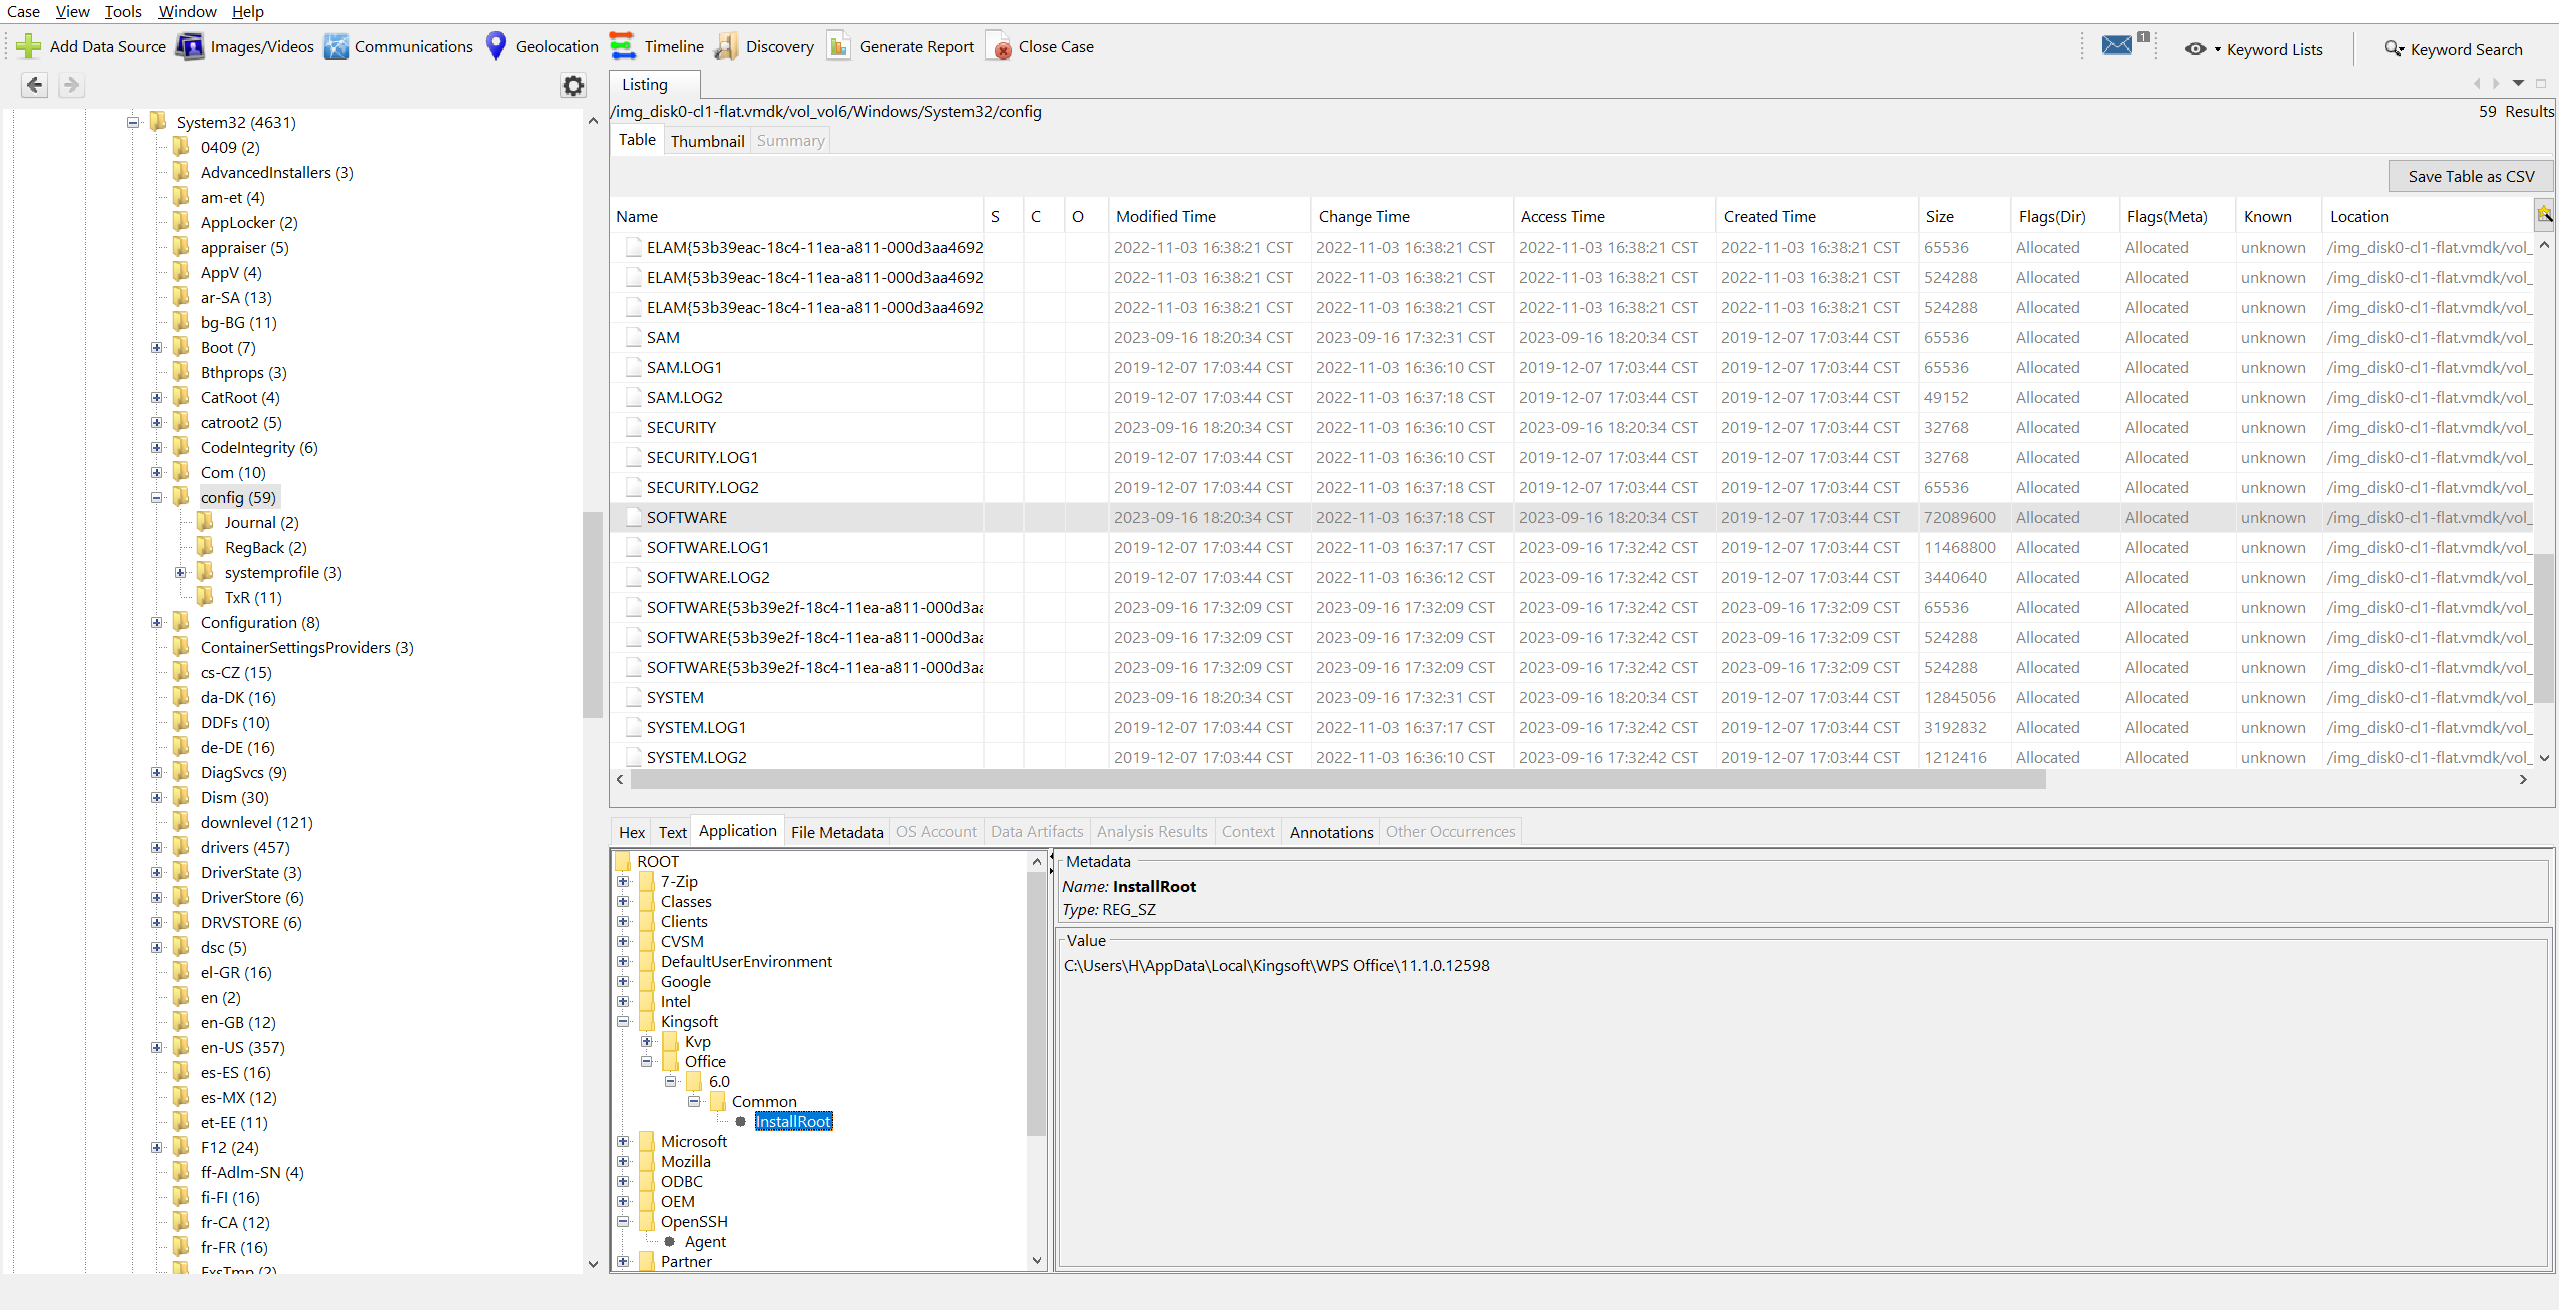 Case View Tools Window Help
Add Data Source Images/Videos Communications Geolocation Timeline Discovery Generate Report Close Case 1 Keyword Lists Keyword Search
System32 (4631)
0409 (2)
AdvancedInstallers (3)
am-et (4)
AppLocker (2)
appraiser (5)
AppV (4)
ar-SA (13)
bg-BG (11)
Boot (7)
Bthprops (3)
CatRoot (4)
catroot2 (5)
CodeIntegrity (6)
Com (10)
config (59)
Journal (2)
RegBack (2)
systemprofile (3)
TxR (11)
Configuration (8)
ContainerSettingsProviders (3)
cs-CZ (15)
da-DK (16)
DDFs (10)
de-DE (16)
DiagSvcs (9)
Dism (30)
downlevel (121)
drivers (457)
DriverState (3)
DriverStore (6)
DRVSTORE (6)
dsc (5)
el-GR (16)
en (2)
en-GB (12)
en-US (357)
es-ES (16)
es-MX (12)
et-EE (11)
F12 (24)
ff-Adlm-SN (4)
fi-FI (16)
fr-CA (12)
fr-FR (16)
FxsTmp (2)
Listing
/img_disk0-cl1-flat.vmdk/vol_vol6/Windows/System32/config 59 Results
Table Thumbnail Summary
Save Table as CSV
Name S C O Modified Time Change Time Access Time Created Time Size Flags(Dir) Flags(Meta) Known Location
ELAM{53b39eac-18c4-11ea-a811-000d3aa4692 2022-11-03 16:38:21 CST 2022-11-03 16:38:21 CST 2022-11-03 16:38:21 CST 2022-11-03 16:38:21 CST 65536 Allocated Allocated unknown /img_disk0-cl1-flat.vmdk/vol_
ELAM{53b39eac-18c4-11ea-a811-000d3aa4692 2022-11-03 16:38:21 CST 2022-11-03 16:38:21 CST 2022-11-03 16:38:21 CST 2022-11-03 16:38:21 CST 524288 Allocated Allocated unknown /img_disk0-cl1-flat.vmdk/vol_
ELAM{53b39eac-18c4-11ea-a811-000d3aa4692 2022-11-03 16:38:21 CST 2022-11-03 16:38:21 CST 2022-11-03 16:38:21 CST 2022-11-03 16:38:21 CST 524288 Allocated Allocated unknown /img_disk0-cl1-flat.vmdk/vol_
SAM 2023-09-16 18:20:34 CST 2023-09-16 17:32:31 CST 2023-09-16 18:20:34 CST 2019-12-07 17:03:44 CST 65536 Allocated Allocated unknown /img_disk0-cl1-flat.vmdk/vol_
SAM.LOG1 2019-12-07 17:03:44 CST 2022-11-03 16:36:10 CST 2019-12-07 17:03:44 CST 2019-12-07 17:03:44 CST 65536 Allocated Allocated unknown /img_disk0-cl1-flat.vmdk/vol_
SAM.LOG2 2019-12-07 17:03:44 CST 2022-11-03 16:37:18 CST 2019-12-07 17:03:44 CST 2019-12-07 17:03:44 CST 49152 Allocated Allocated unknown /img_disk0-cl1-flat.vmdk/vol_
SECURITY 2023-09-16 18:20:34 CST 2022-11-03 16:36:10 CST 2023-09-16 18:20:34 CST 2019-12-07 17:03:44 CST 32768 Allocated Allocated unknown /img_disk0-cl1-flat.vmdk/vol_
SECURITY.LOG1 2019-12-07 17:03:44 CST 2022-11-03 16:36:10 CST 2019-12-07 17:03:44 CST 2019-12-07 17:03:44 CST 32768 Allocated Allocated unknown /img_disk0-cl1-flat.vmdk/vol_
SECURITY.LOG2 2019-12-07 17:03:44 CST 2022-11-03 16:37:18 CST 2019-12-07 17:03:44 CST 2019-12-07 17:03:44 CST 65536 Allocated Allocated unknown /img_disk0-cl1-flat.vmdk/vol_
SOFTWARE 2023-09-16 18:20:34 CST 2022-11-03 16:37:18 CST 2023-09-16 18:20:34 CST 2019-12-07 17:03:44 CST 72089600 Allocated Allocated unknown /img_disk0-cl1-flat.vmdk/vol_
SOFTWARE.LOG1 2019-12-07 17:03:44 CST 2022-11-03 16:37:17 CST 2023-09-16 17:32:42 CST 2019-12-07 17:03:44 CST 11468800 Allocated Allocated unknown /img_disk0-cl1-flat.vmdk/vol_
SOFTWARE.LOG2 2019-12-07 17:03:44 CST 2022-11-03 16:36:12 CST 2023-09-16 17:32:42 CST 2019-12-07 17:03:44 CST 3440640 Allocated Allocated unknown /img_disk0-cl1-flat.vmdk/vol_
SOFTWARE{53b39e2f-18c4-11ea-a811-000d3aa 2023-09-16 17:32:09 CST 2023-09-16 17:32:09 CST 2023-09-16 17:32:42 CST 2023-09-16 17:32:09 CST 65536 Allocated Allocated unknown /img_disk0-cl1-flat.vmdk/vol_
SOFTWARE{53b39e2f-18c4-11ea-a811-000d3aa 2023-09-16 17:32:09 CST 2023-09-16 17:32:09 CST 2023-09-16 17:32:42 CST 2023-09-16 17:32:09 CST 524288 Allocated Allocated unknown /img_disk0-cl1-flat.vmdk/vol_
SOFTWARE{53b39e2f-18c4-11ea-a811-000d3aa 2023-09-16 17:32:09 CST 2023-09-16 17:32:09 CST 2023-09-16 17:32:42 CST 2023-09-16 17:32:09 CST 524288 Allocated Allocated unknown /img_disk0-cl1-flat.vmdk/vol_
SYSTEM 2023-09-16 18:20:34 CST 2023-09-16 17:32:31 CST 2023-09-16 18:20:34 CST 2019-12-07 17:03:44 CST 12845056 Allocated Allocated unknown /img_disk0-cl1-flat.vmdk/vol_
SYSTEM.LOG1 2019-12-07 17:03:44 CST 2022-11-03 16:37:17 CST 2023-09-16 17:32:42 CST 2019-12-07 17:03:44 CST 3192832 Allocated Allocated unknown /img_disk0-cl1-flat.vmdk/vol_
SYSTEM.LOG2 2019-12-07 17:03:44 CST 2022-11-03 16:36:10 CST 2023-09-16 17:32:42 CST 2019-12-07 17:03:44 CST 1212416 Allocated Allocated unknown /img_disk0-cl1-flat.vmdk/vol_
Hex Text Application File Metadata OS Account Data Artifacts Analysis Results Context Annotations Other Occurrences
ROOT
7-Zip
Classes
Clients
CVSM
DefaultUserEnvironment
Google
Intel
Kingsoft
Kvp
Office
6.0
Common
InstallRoot
Microsoft
Mozilla
ODBC
OEM
OpenSSH
Agent
Partner
Metadata
Name: InstallRoot
Type: REG_SZ
Value
C:\Users\H\AppData\Local\Kingsoft\WPS Office\11.1.0.12598